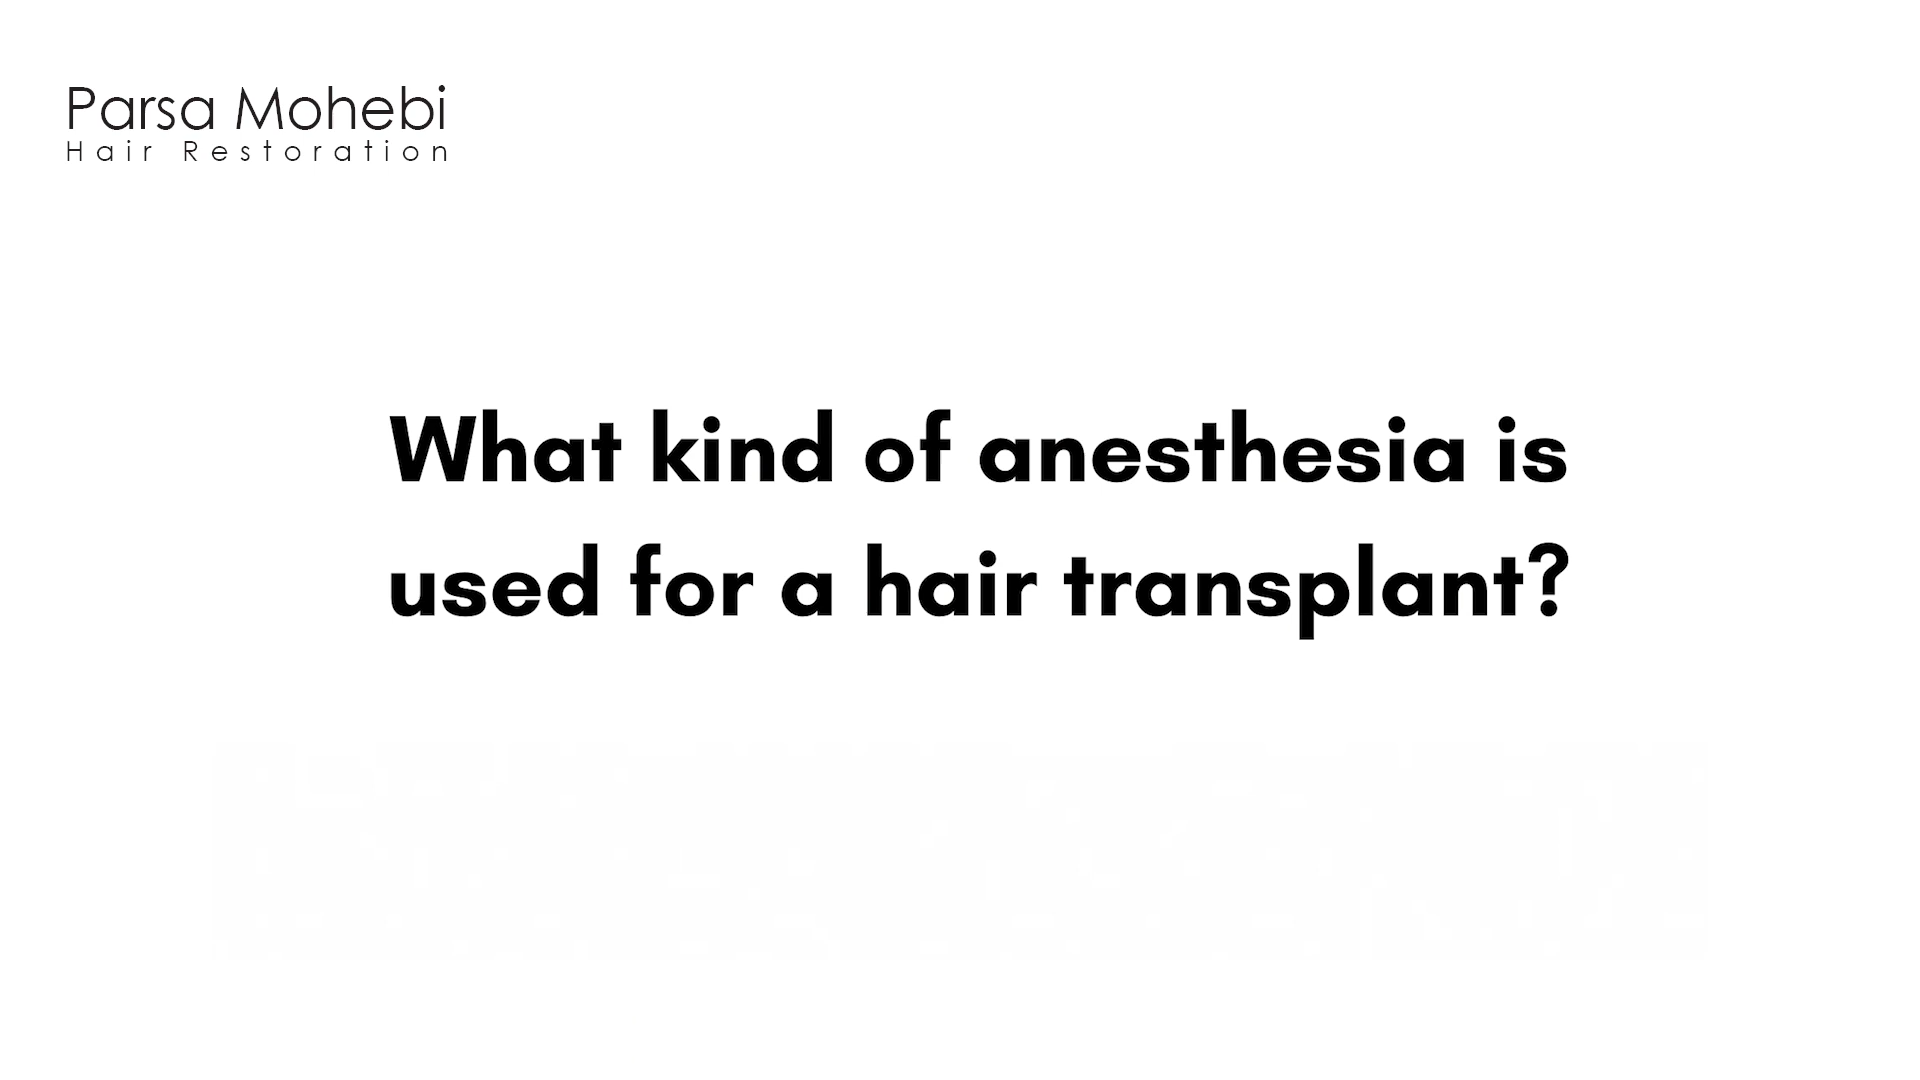 Parsa Mohebi
Hair Restoration
What kind of anesthesia is
used for a hair transplant?